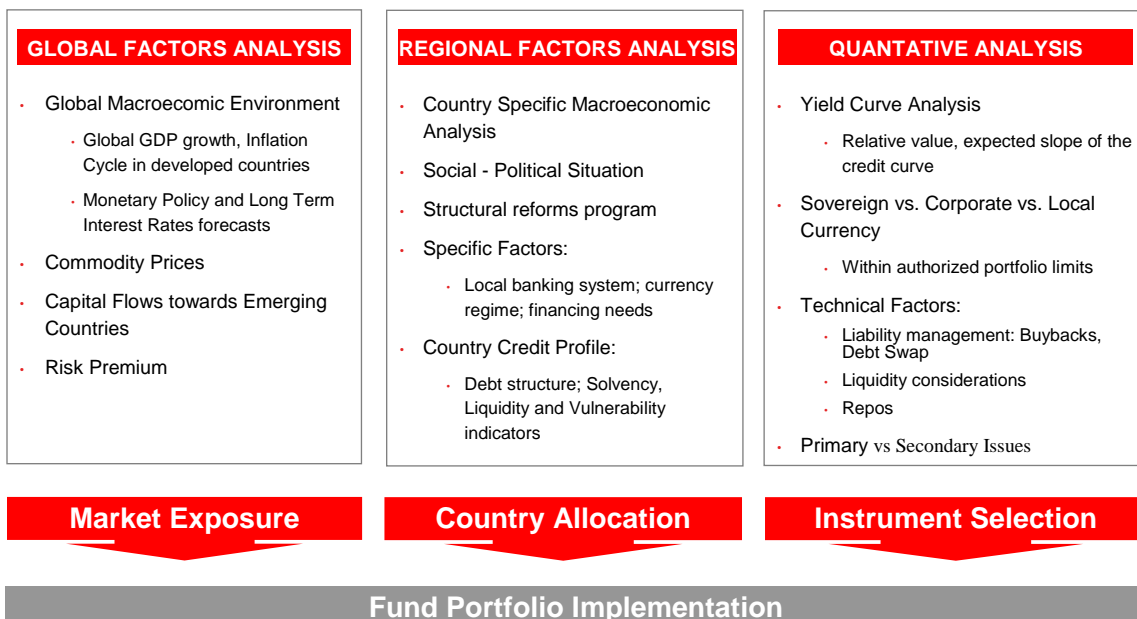 GLOBAL FACTORS ANALYSIS
• Global Macroecomic Environment
• Global GDP growth, Inflation
Cycle in developed countries
• Monetary Policy and Long Term
Interest Rates forecasts
• Commodity Prices
• Capital Flows towards Emerging
Countries
• Risk Premium
REGIONAL FACTORS ANALYSIS
• Country Specific Macroeconomic
Analysis
• Social - Political Situation
• Structural reforms program
• Specific Factors:
• Local banking system; currency
regime; financing needs
• Country Credit Profile:
• Debt structure; Solvency,
Liquidity and Vulnerability
indicators
QUANTATIVE ANALYSIS
• Yield Curve Analysis
• Relative value, expected slope of the
credit curve
• Sovereign vs. Corporate vs. Local
Currency
• Within authorized portfolio limits
• Technical Factors:
• Liability management: Buybacks,
Debt Swap
• Liquidity considerations
• Repos
• Primary vs Secondary Issues
Market Exposure
Country Allocation
Instrument Selection
Fund Portfolio Implementation